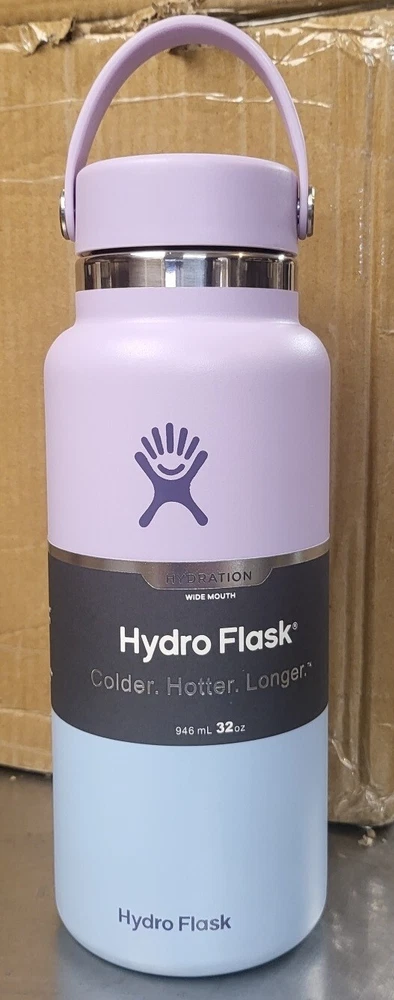 HYDRATION
WIDE MOUTH
Hydro Flask®
Colder. Hotter. Longer.™
946 mL 32oz
Hydro Flask